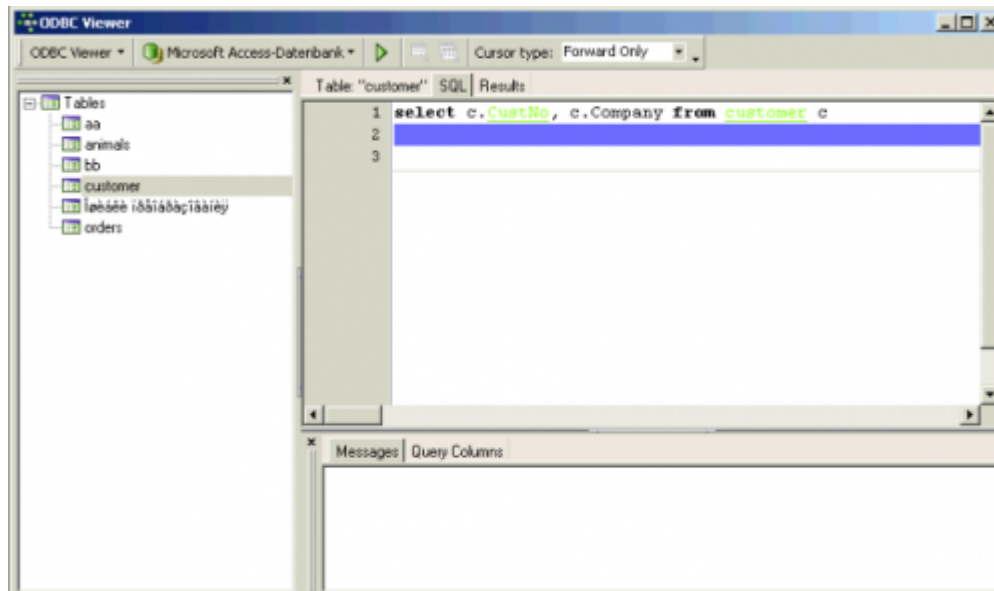 ODBC Viewer
ODBC Viewer Microsoft Access-Datenbank Cursor type: Forward Only
Tables
aa
animals
bb
customer
orders
Table: "customer" SQL Results
1 select c.CustNo, c.Company from customer c
2
3
Messages Query Columns